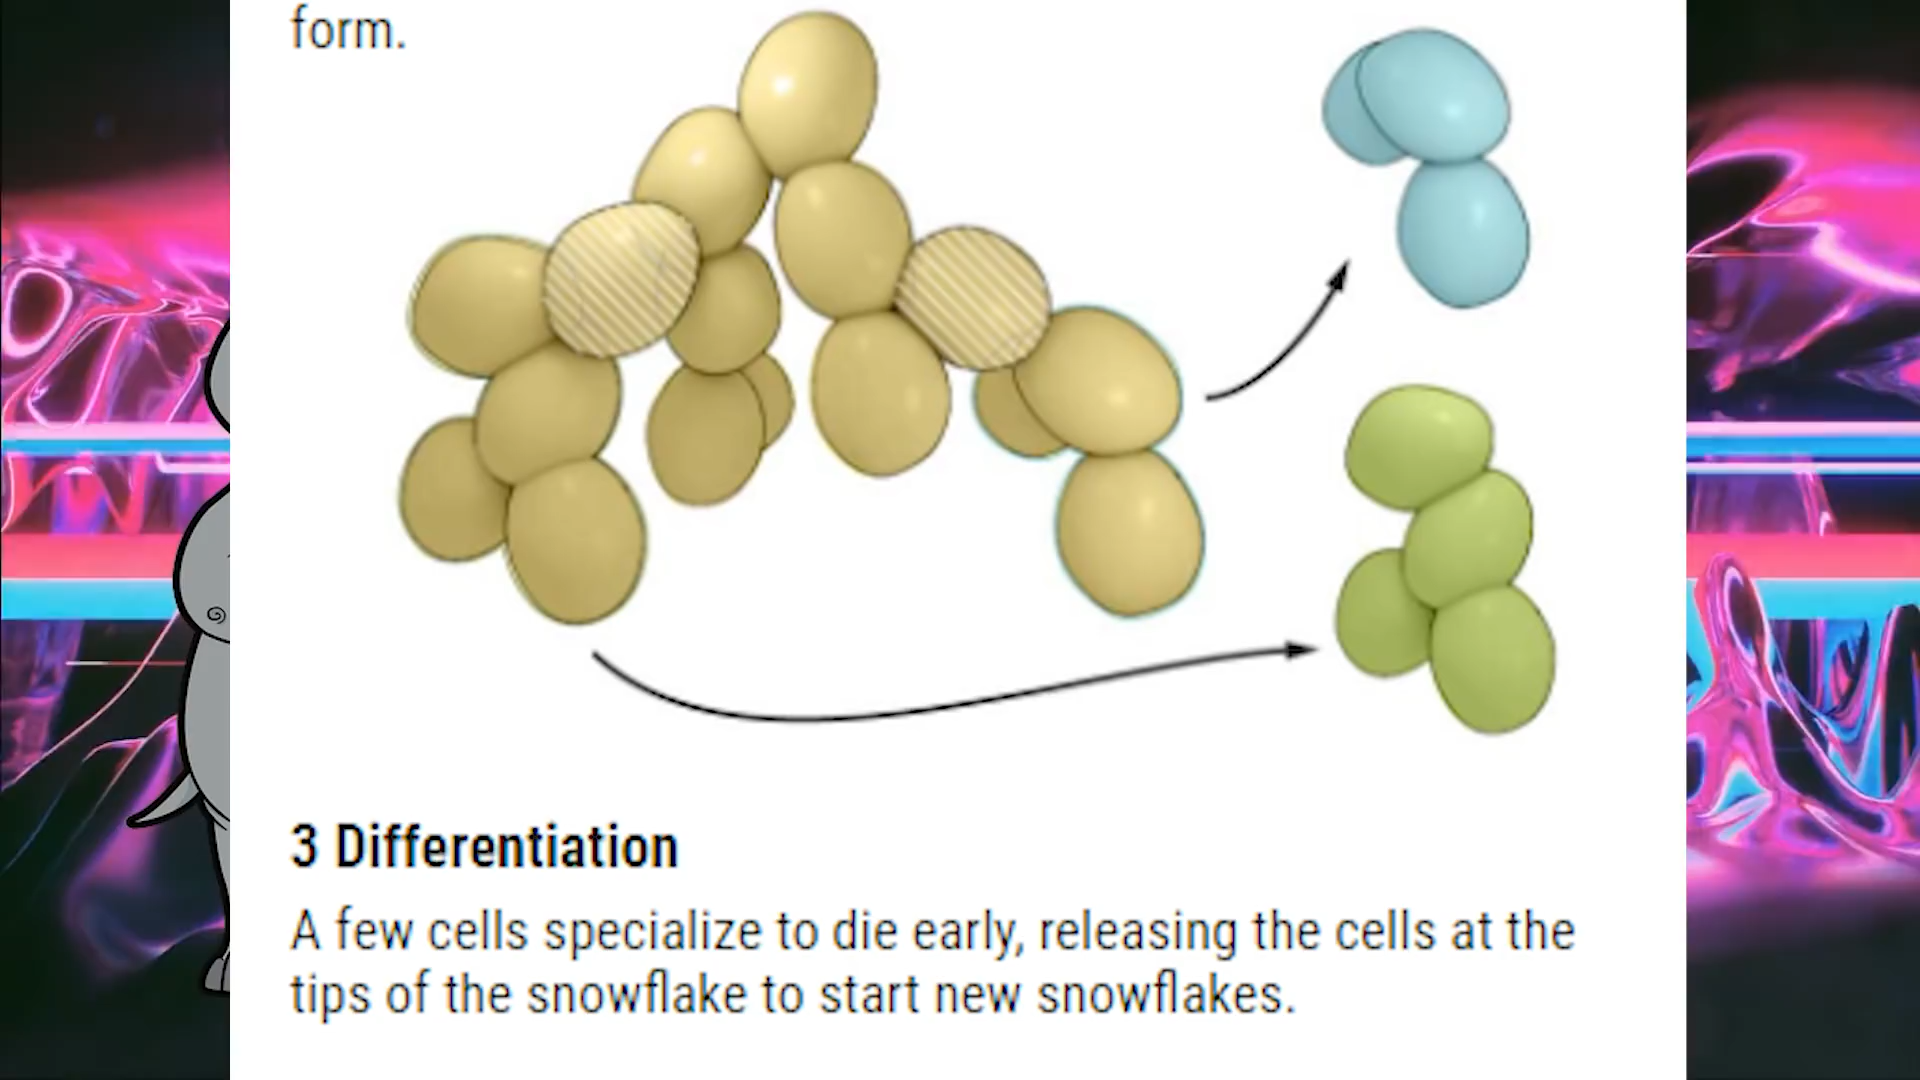 form.
3 Differentiation
A few cells specialize to die early, releasing the cells at the
tips of the snowflake to start new snowflakes.